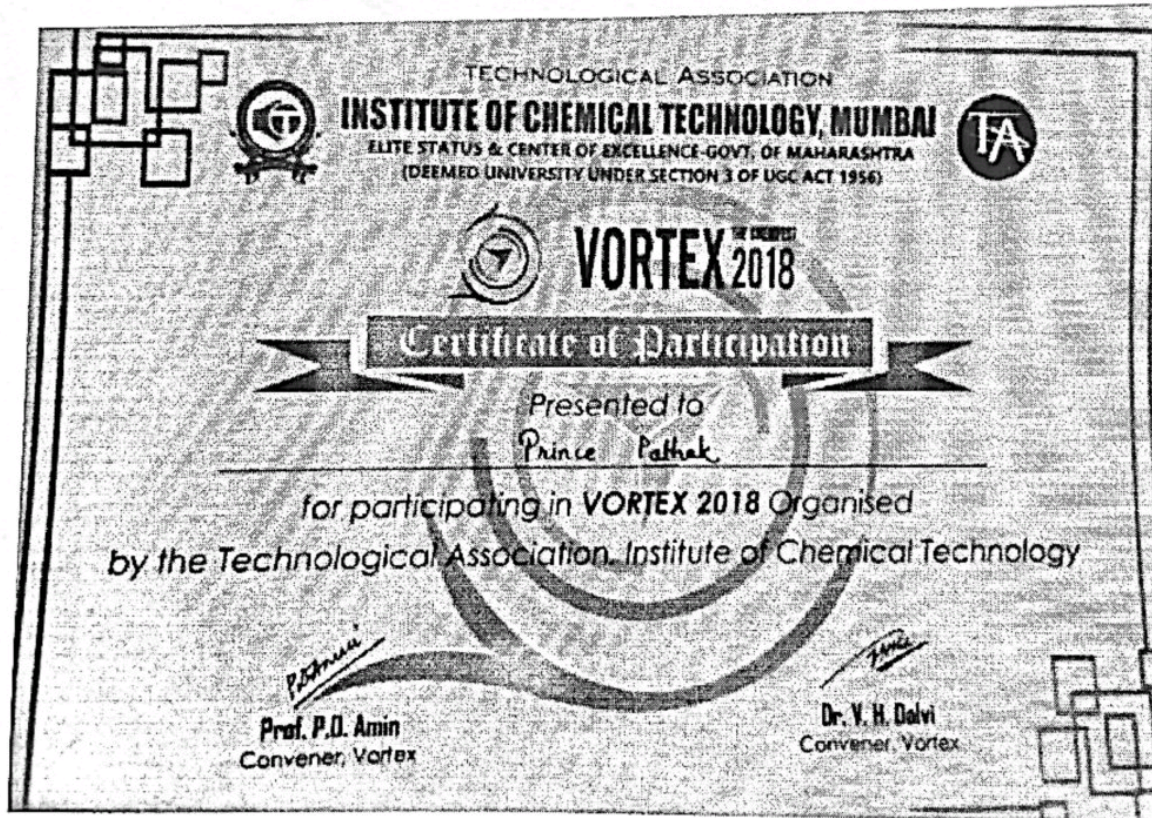 TECHNOLOGICAL ASSOCIATION
INSTITUTE OF CHEMICAL TECHNOLOGY, MUMBAI
ELITE STATUS & CENTER OF EXCELLENCE-GOVT. OF MAHARASHTRA
(DEEMED UNIVERSITY UNDER SECTION 3 OF UGC ACT 1956)
TA
VORTEX 2018
Certificate of Participation
Presented to
Prince Pathak
for participating in VORTEX 2018 Organised
by the Technological Association, Institute of Chemical Technology
Prof. P.D. Amin
Convener, Vortex
Dr. V. H. Dalvi
Convener, Vortex